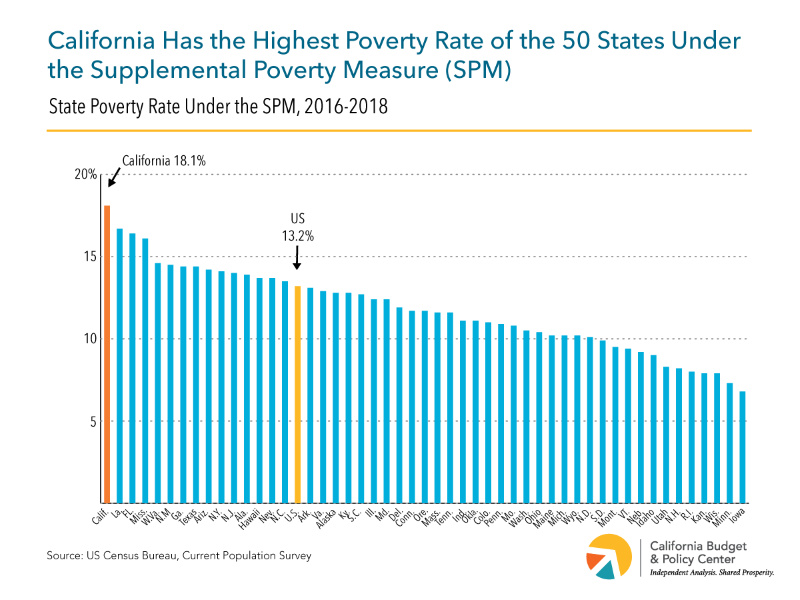 California Has the Highest Poverty Rate of the 50 States Under
the Supplemental Poverty Measure (SPM)
State Poverty Rate Under the SPM, 2016-2018
California 18.1%
20%
US
13.2%
15
10
5
Calif.
La.
FL.
Miss.
W.Va.
N.M.
Ga.
Texas
Ariz.
N.Y.
N.J.
Ala.
Hawaii
Nev.
N.C.
U.S.
Ark.
Va.
Alaska
Ky.
S.C.
Ill.
Md.
Del.
Conn.
Ore.
Mass.
Tenn.
Ind.
Okla.
Colo.
Penn.
Mo.
Wash.
Ohio
Maine
Mich.
Wyo.
N.D.
S.D.
Mont.
VT.
Neb.
Idaho
Utah
N.H.
R.I.
Kan.
Wis.
Minn.
Iowa
Source: US Census Bureau, Current Population Survey
California Budget
& Policy Center
Independent Analysis. Shared Prosperity.